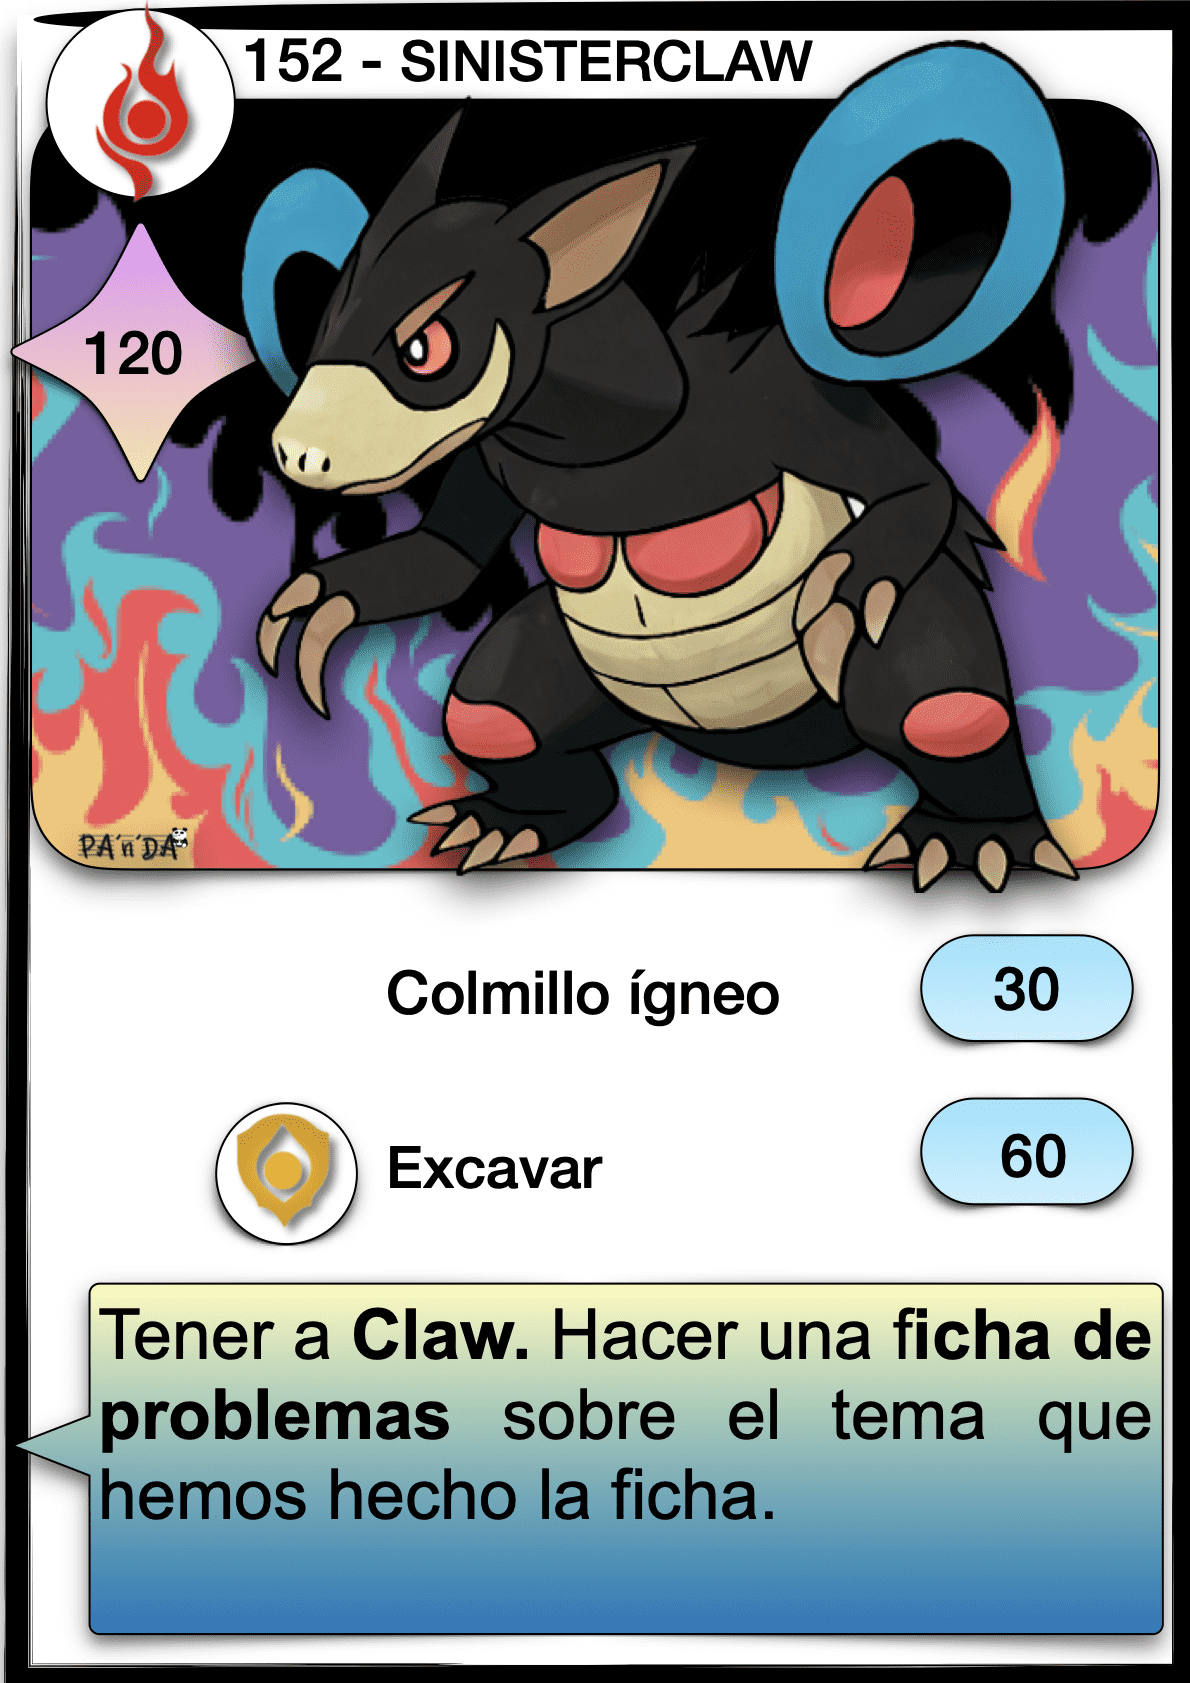 152 - SINISTERCLAW
120
PA'n'DA
Colmillo ígneo
30
Excavar
60
Tener a Claw. Hacer una ficha de
problemas sobre el tema que
hemos hecho la ficha.